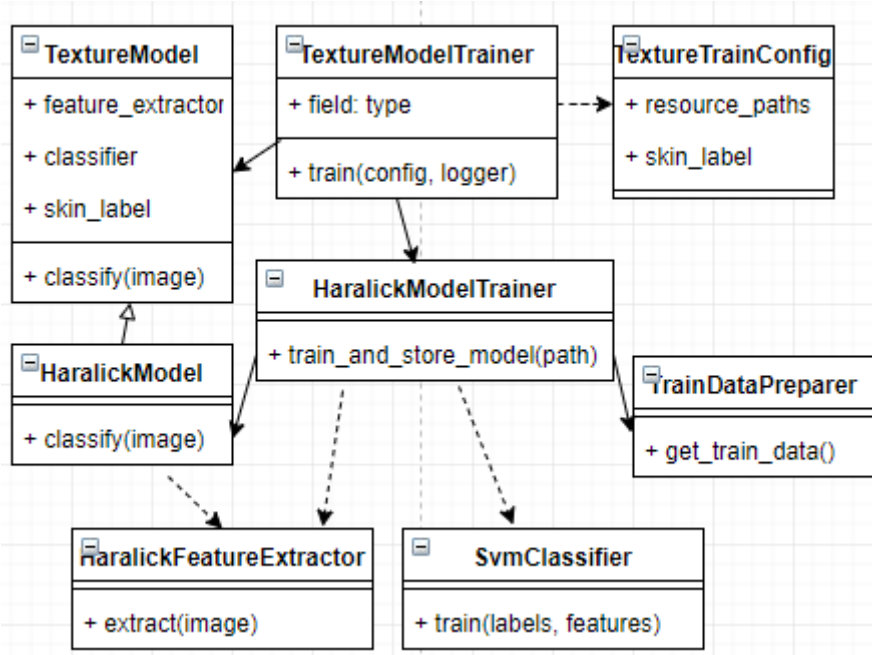 TextureModel
+ feature_extractor
+ classifier
+ skin_label
+ classify(image)
TextureModelTrainer
+ field: type
+ train(config, logger)
TextureTrainConfig
+ resource_paths
+ skin_label
HaralickModelTrainer
+ train_and_store_model(path)
HaralickModel
+ classify(image)
TrainDataPreparer
+ get_train_data()
HaralickFeatureExtractor
+ extract(image)
SvmClassifier
+ train(labels, features)